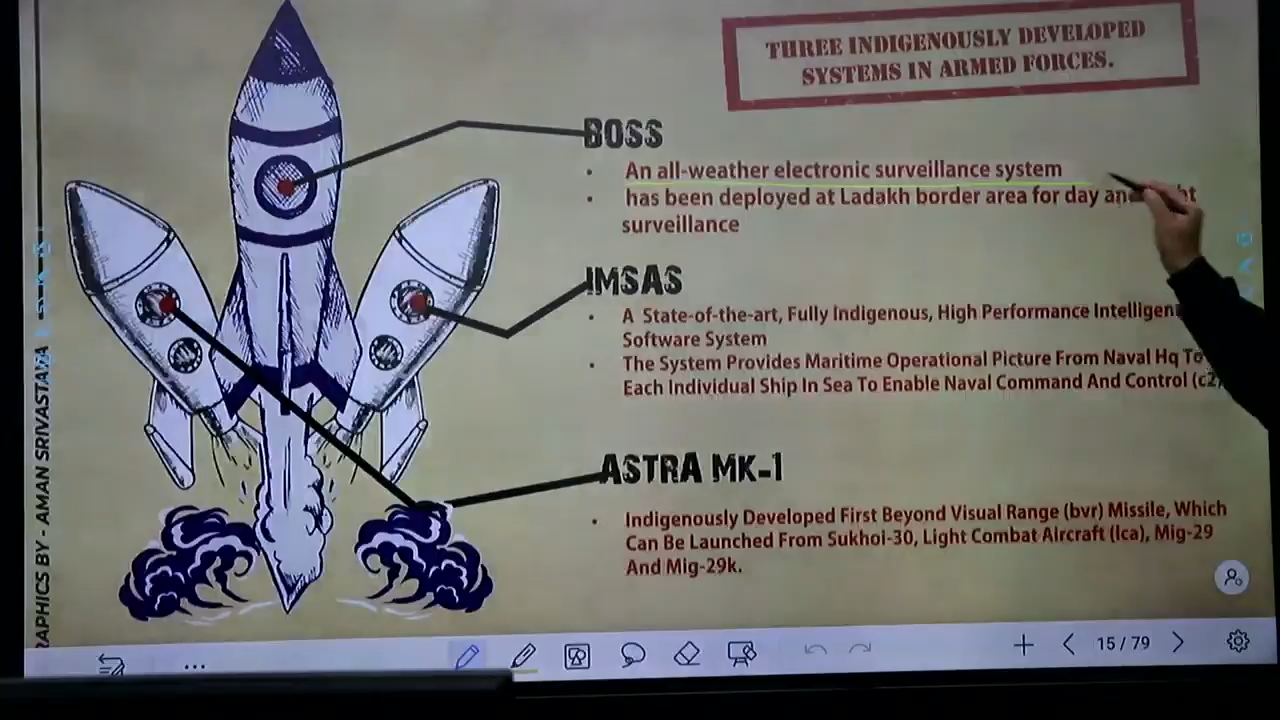 THREE INDIGENOUSLY DEVELOPED
SYSTEMS IN ARMED FORCES.
BOSS
• An all-weather electronic surveillance system
• has been deployed at Ladakh border area for day
surveillance
IMSAS
• A State-of-the-art, Fully Indigenous, High Performance
Software System
• The System Provides Maritime Operational Picture From Naval Hq To
Each Individual Ship In Sea To Enable Naval Command And Control (c2)
ASTRA MK-1
• Indigenously Developed First Beyond Visual Range (bvr) Missile, Which
Can Be Launched From Sukhoi-30, Light Combat Aircraft (lca), Mig-29
And Mig-29k.
BY - AMAN SRIVASTAVA
15 / 79